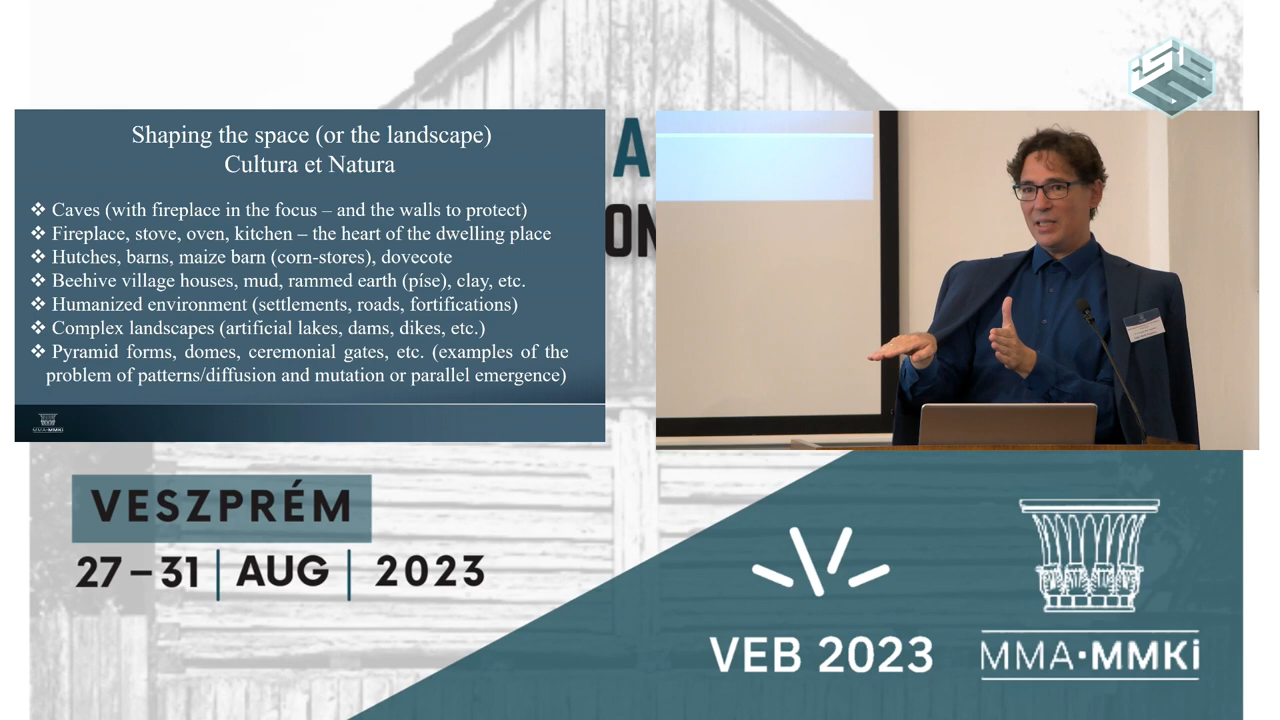 Shaping the space (or the landscape)
Cultura et Natura
❖ Caves (with fireplace in the focus – and the walls to protect)
❖ Fireplace, stove, oven, kitchen – the heart of the dwelling place
❖ Hutches, barns, maize barn (corn-stores), dovecote
❖ Beehive village houses, mud, rammed earth (píse), clay, etc.
❖ Humanized environment (settlements, roads, fortifications)
❖ Complex landscapes (artificial lakes, dams, dikes, etc.)
❖ Pyramid forms, domes, ceremonial gates, etc. (examples of the
problem of patterns/diffusion and mutation or parallel emergence)
MMA·MMKi
A
ON
VESZPRÉM
27–31 | AUG | 2023
VEB 2023
MMA·MMKi